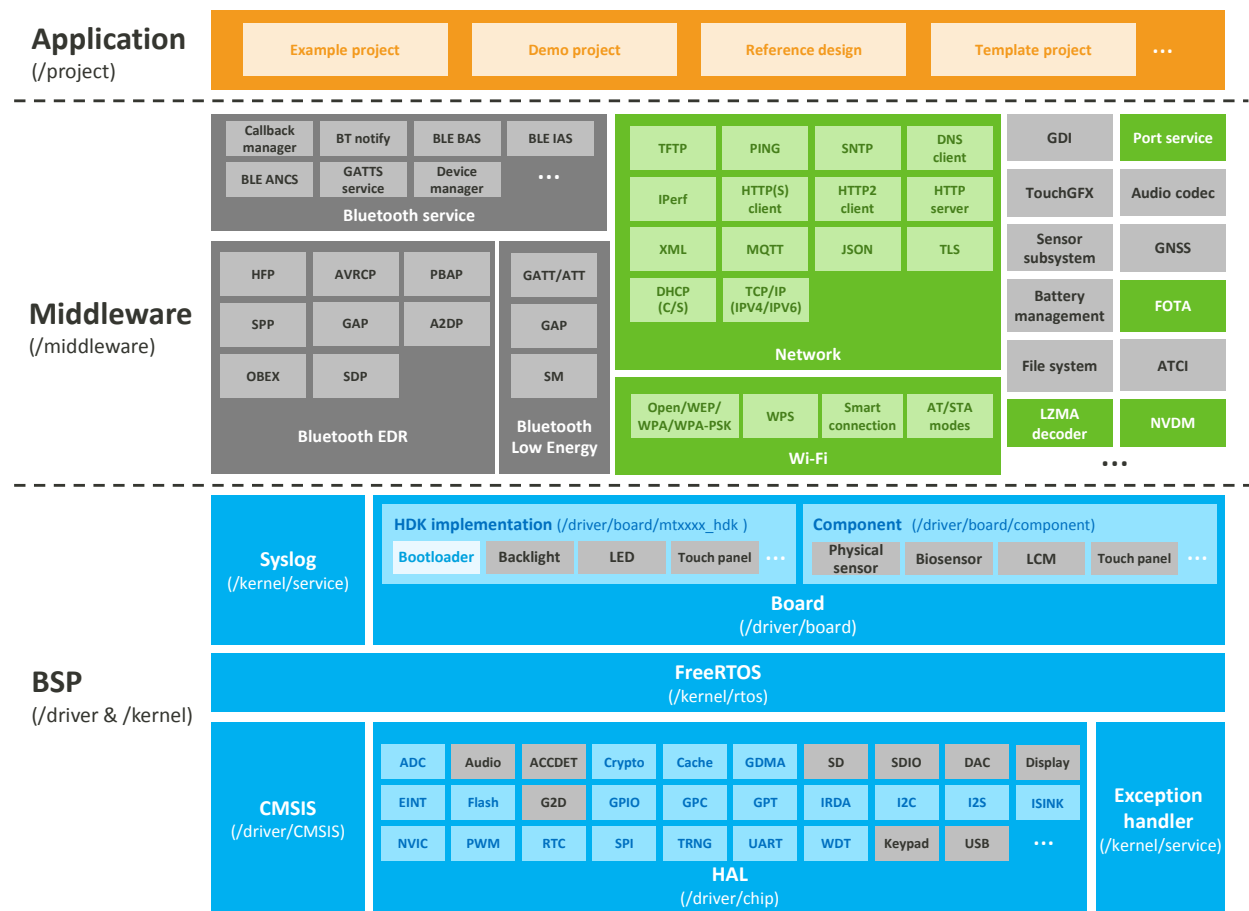 Application
(/project)
Example project
Demo project
Reference design
Template project
...
Middleware
(/middleware)
Callback
manager
BT notify
BLE BAS
BLE IAS
BLE ANCS
GATTS
service
Device
manager
...
Bluetooth service
HFP
AVRCP
PBAP
SPP
GAP
A2DP
OBEX
SDP
Bluetooth EDR
GATT/ATT
GAP
SM
Bluetooth
Low Energy
TFTP
PING
SNTP
DNS
client
IPerf
HTTP(S)
client
HTTP2
client
HTTP
server
XML
MQTT
JSON
TLS
DHCP
(C/S)
TCP/IP
(IPV4/IPV6)
Network
Open/WEP/
WPA/WPA-PSK
WPS
Smart
connection
AT/STA
modes
Wi-Fi
GDI
Port service
TouchGFX
Audio codec
Sensor
subsystem
GNSS
Battery
management
FOTA
File system
ATCI
LZMA
decoder
NVDM
...
BSP
(/driver & /kernel)
Syslog
(/kernel/service)
HDK implementation (/driver/board/mtxxxx_hdk )
Bootloader
Backlight
LED
Touch panel
...
Component (/driver/board/component)
Physical
sensor
Biosensor
LCM
Touch panel
...
Board
(/driver/board)
FreeRTOS
(/kernel/rtos)
CMSIS
(/driver/CMSIS)
ADC
Audio
ACCDET
Crypto
Cache
GDMA
SD
SDIO
DAC
Display
EINT
Flash
G2D
GPIO
GPC
GPT
IRDA
I2C
I2S
ISINK
NVIC
PWM
RTC
SPI
TRNG
UART
WDT
Keypad
USB
...
HAL
(/driver/chip)
Exception
handler
(/kernel/service)